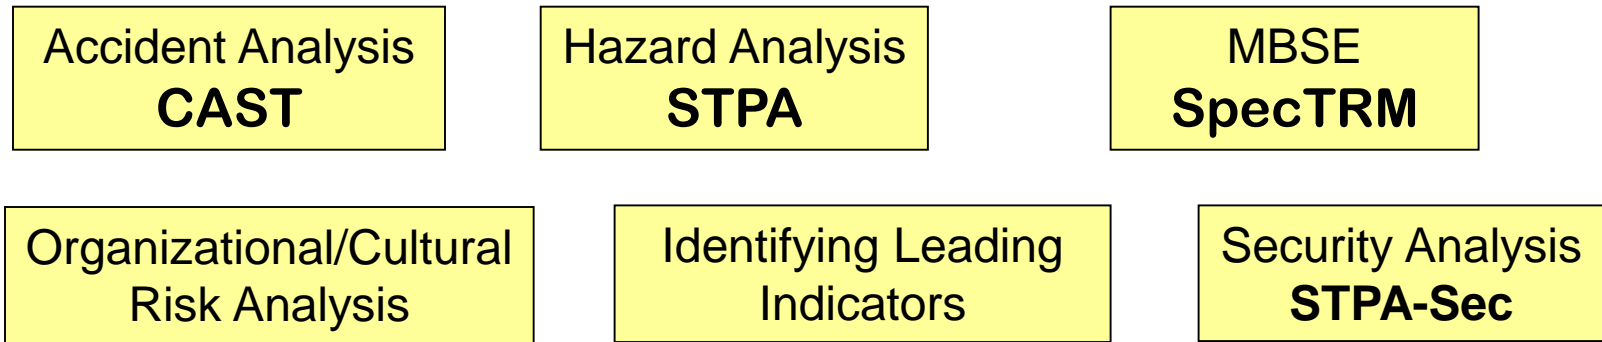 Accident Analysis
CAST
Hazard Analysis
STPA
MBSE
SpecTRM
Organizational/Cultural
Risk Analysis
Identifying Leading
Indicators
Security Analysis
STPA-Sec